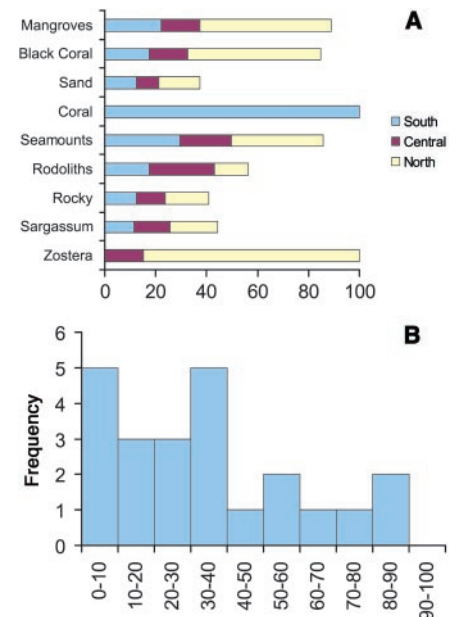 A
Mangroves
Black Coral
Sand
Coral
Seamounts
Rodoliths
Rocky
Sargassum
Zostera
South
Central
North
0 20 40 60 80 100
B
Frequency
6
5
4
3
2
1
0
0-10 10-20 20-30 30-40 40-50 50-60 60-70 70-80 80-90 90-100